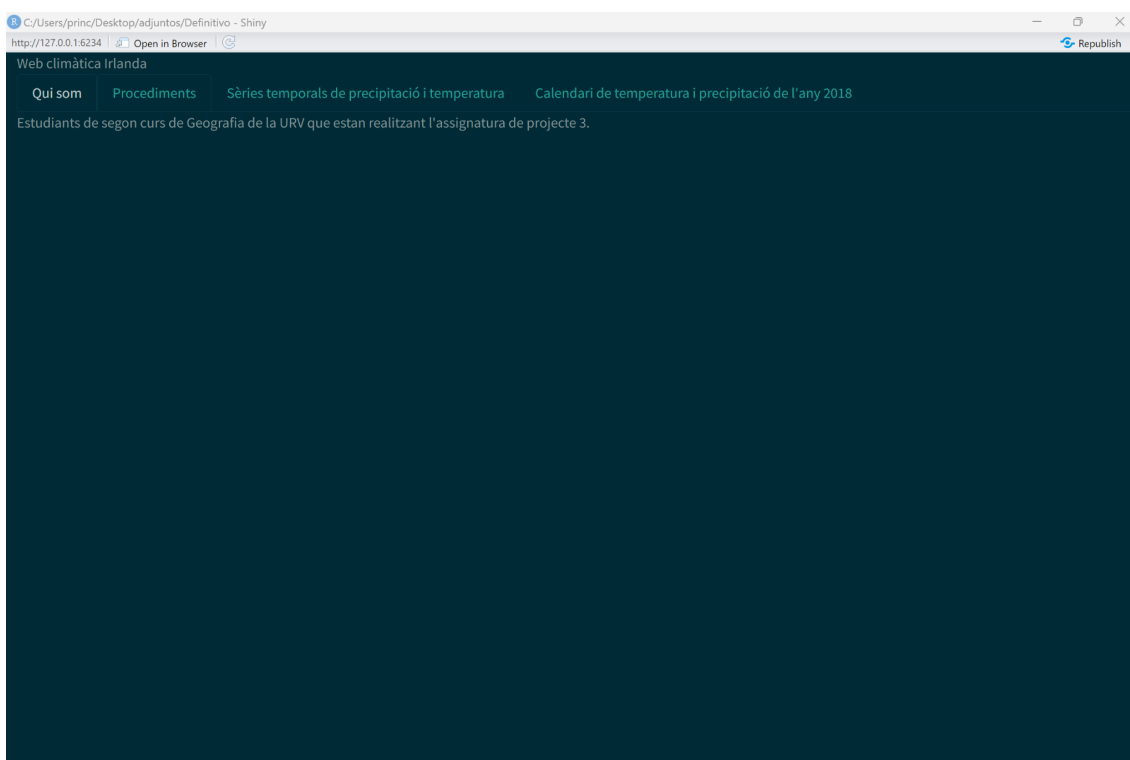 C:/Users/princ/Desktop/adjuntos/Definitivo - Shiny
http://127.0.0.1:6234 Open in Browser Republish
Web climàtica Irlanda
Qui som Procediments Sèries temporals de precipitació i temperatura Calendari de temperatura i precipitació de l'any 2018
Estudiants de segon curs de Geografia de la URV que estan realitzant l'assignatura de projecte 3.